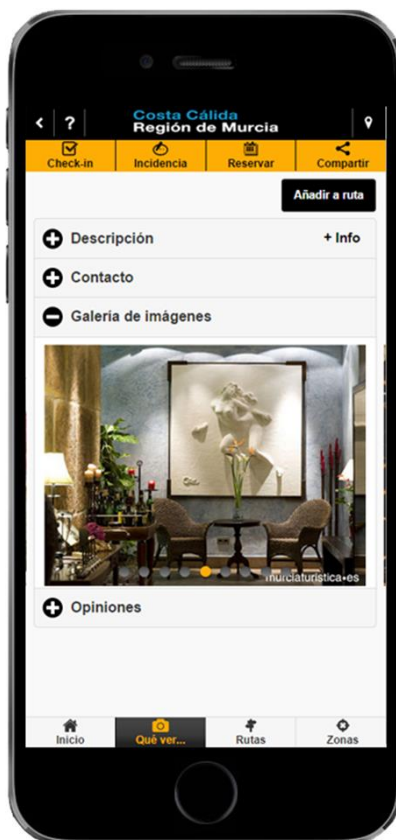 ?
Costa Cálida
Región de Murcia
Check-in Incidencia Reservar Compartir
Añadir a ruta
Descripción + Info
Contacto
Galería de imágenes
murciaturistica•es
Opiniones
Inicio Qué ver... Rutas Zonas